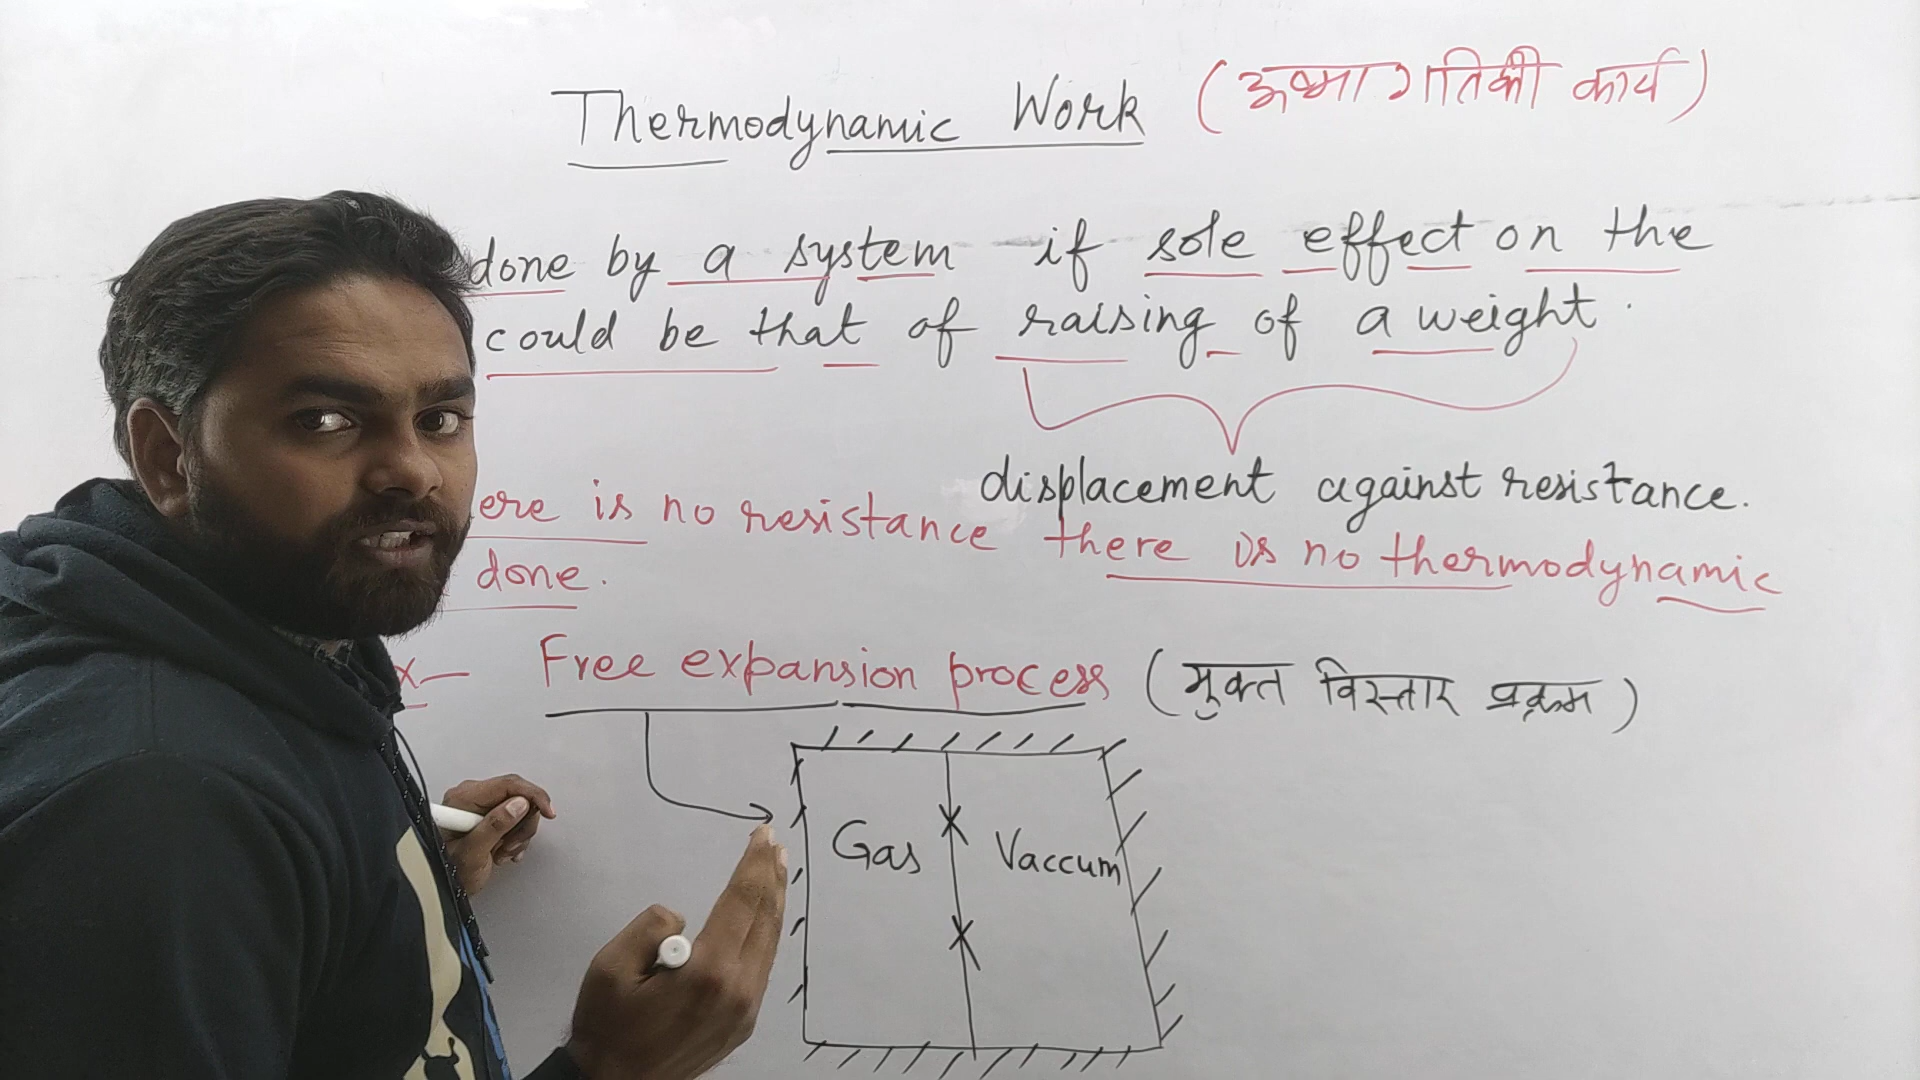 Thermodynamic Work (ऊष्मा गतिकी कार्य)
done by a system if sole effect on the
could be that of raising of a weight.
displacement against resistance.
ere is no resistance there is no thermodynamic
done.
x- Free expansion process (मुक्त विस्तार प्रक्रम)
Gas
Vaccum